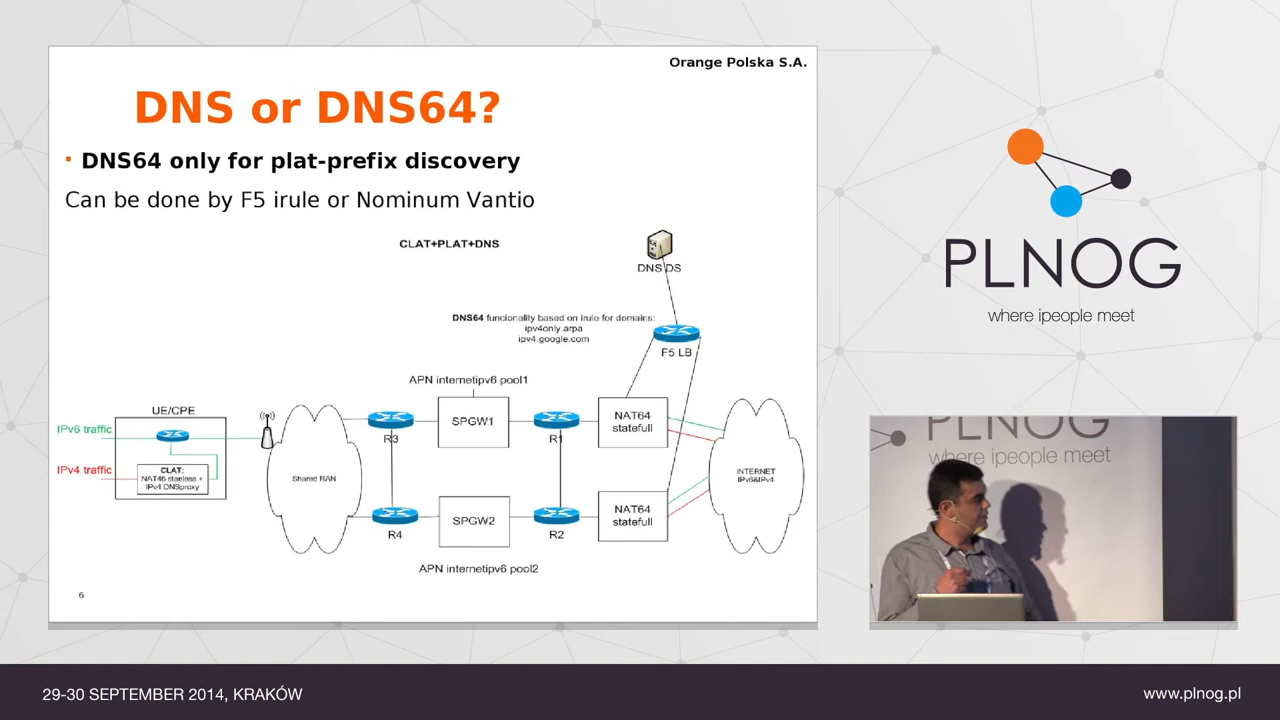 Orange Polska S.A.
DNS or DNS64?
DNS64 only for plat-prefix discovery
Can be done by F5 irule or Nominum Vantio
CLAT+PLAT+DNS
DNS DS
DNS64 funcionality based on irule for domains:
ipv4only.arpa
ipv4.google.com
F5 LB
APN internetipv6 pool1
UE/CPE
IPv6 traffic
IPv4 traffic
CLAT:
NAT46 staeless +
IPv4 DNSproxy
Shared RAN
R3
SPGW1
R1
NAT64
statefull
INTERNET
IPv6&IPv4
R4
SPGW2
R2
NAT64
statefull
APN internetipv6 pool2
6
PLNOG
where ipeople meet
PLNOG
where ipeople meet
29-30 SEPTEMBER 2014, KRAKÓW
www.plnog.pl